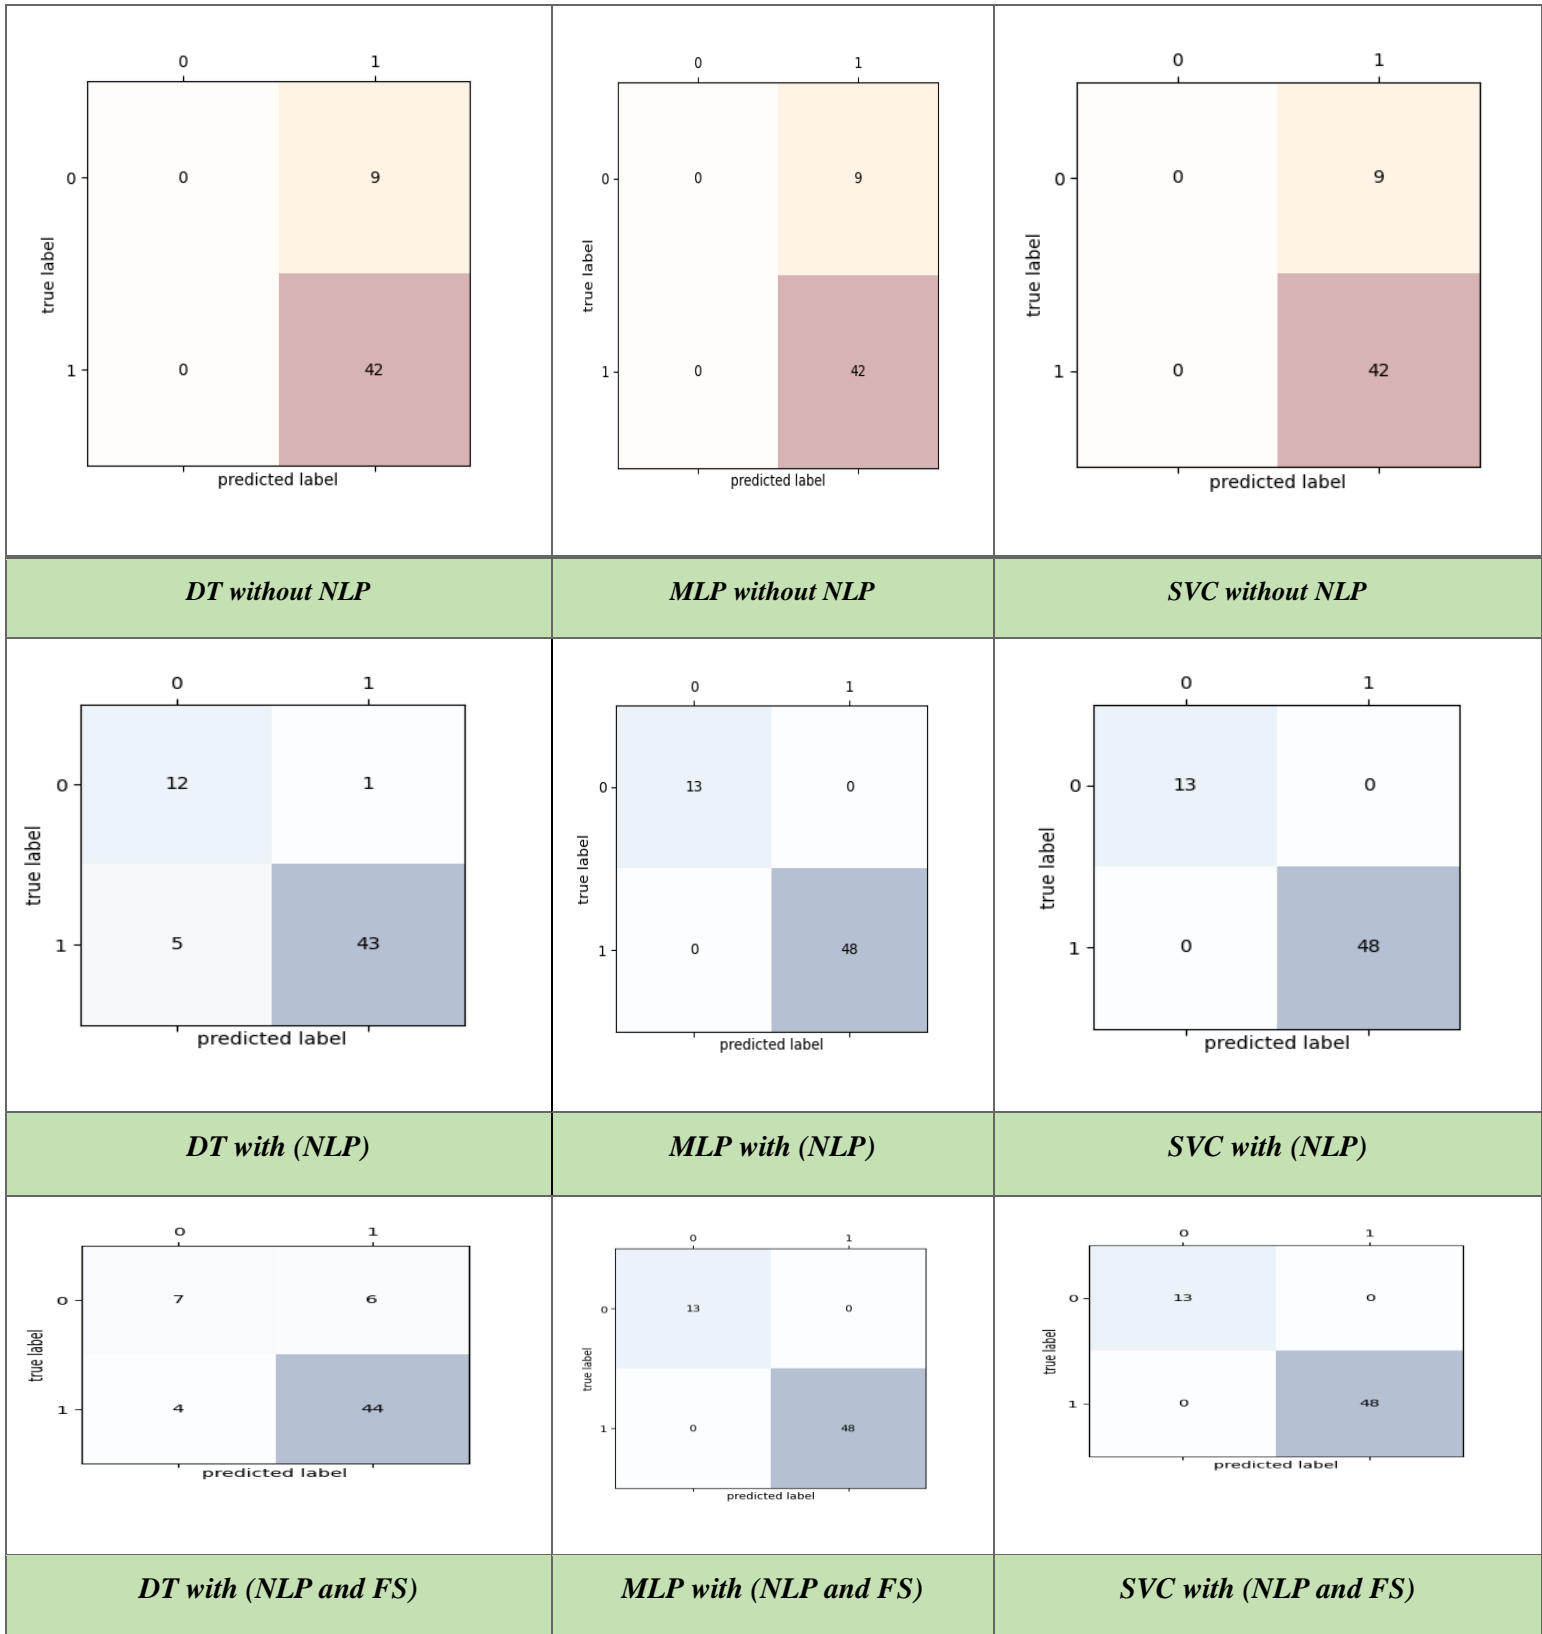 0 1
0 0 9
true label
1 0 42
predicted label
0 1
0 0 9
true label
1 0 42
predicted label
0 1
0 0 9
true label
1 0 42
predicted label
DT without NLP
MLP without NLP
SVC without NLP
0 1
0 12 1
true label
1 5 43
predicted label
0 1
0 13 0
true label
1 0 48
predicted label
0 1
0 13 0
true label
1 0 48
predicted label
DT with (NLP)
MLP with (NLP)
SVC with (NLP)
0 1
0 7 6
true label
1 4 44
predicted label
0 1
0 13 0
true label
1 0 48
predicted label
0 1
0 13 0
true label
1 0 48
predicted label
DT with (NLP and FS)
MLP with (NLP and FS)
SVC with (NLP and FS)